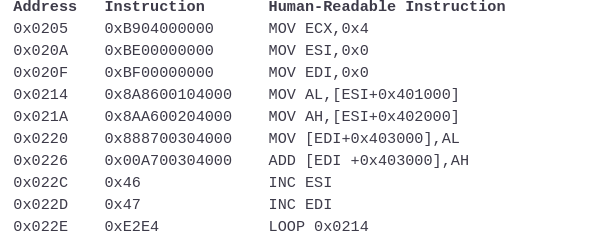 Address Instruction Human-Readable Instruction
0x0205 0xB904000000 MOV ECX,0x4
0x020A 0xBE00000000 MOV ESI,0x0
0x020F 0xBF00000000 MOV EDI,0x0
0x0214 0x8A8600104000 MOV AL,[ESI+0x401000]
0x021A 0x8AA600204000 MOV AH,[ESI+0x402000]
0x0220 0x888700304000 MOV [EDI+0x403000],AL
0x0226 0x00A700304000 ADD [EDI +0x403000],AH
0x022C 0x46 INC ESI
0x022D 0x47 INC EDI
0x022E 0xE2E4 LOOP 0x0214